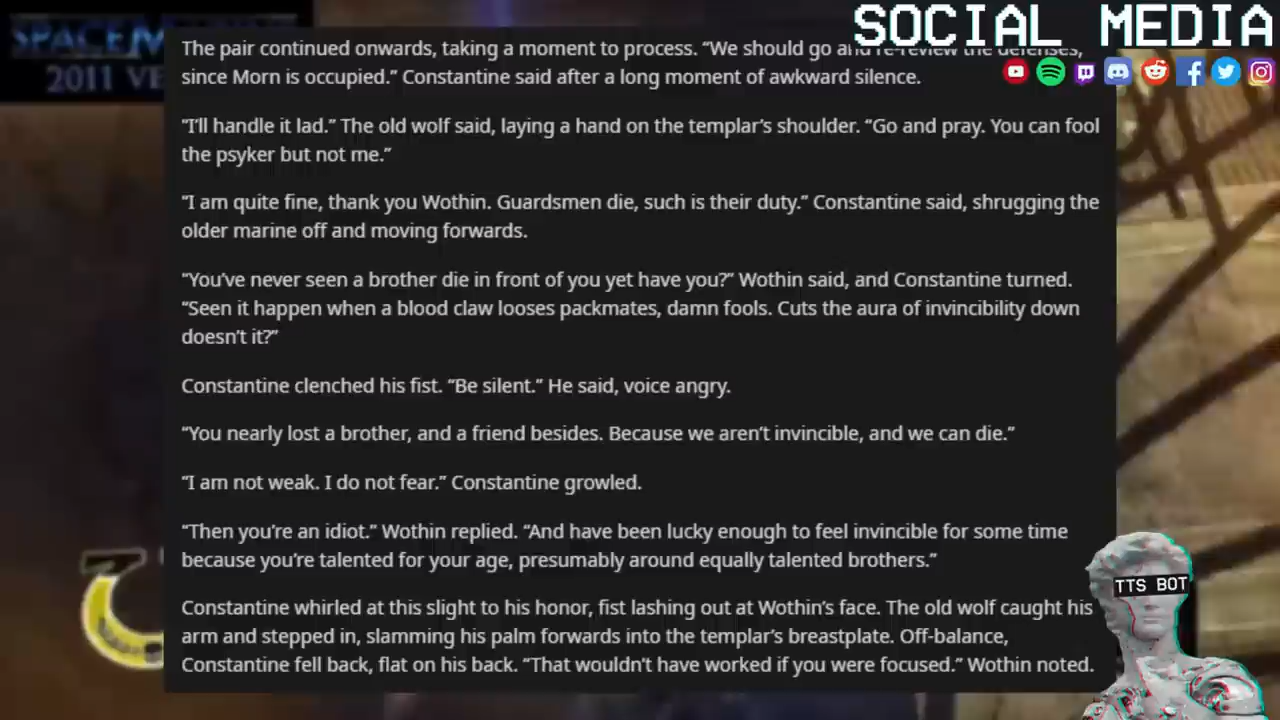 SOCIAL MEDIA
SPACEM
2011 VE
The pair continued onwards, taking a moment to process. “We should go and re-review the defenses,
since Morn is occupied.” Constantine said after a long moment of awkward silence.
“I’ll handle it lad.” The old wolf said, laying a hand on the templar’s shoulder. “Go and pray. You can fool
the psyker but not me.”
“I am quite fine, thank you Wothin. Guardsmen die, such is their duty.” Constantine said, shrugging the
older marine off and moving forwards.
“You’ve never seen a brother die in front of you yet have you?” Wothin said, and Constantine turned.
“Seen it happen when a blood claw looses packmates, damn fools. Cuts the aura of invincibility down
doesn’t it?”
Constantine clenched his fist. “Be silent.” He said, voice angry.
“You nearly lost a brother, and a friend besides. Because we aren’t invincible, and we can die.”
“I am not weak. I do not fear.” Constantine growled.
“Then you’re an idiot.” Wothin replied. “And have been lucky enough to feel invincible for some time
because you’re talented for your age, presumably around equally talented brothers.”
Constantine whirled at this slight to his honor, fist lashing out at Wothin’s face. The old wolf caught his
arm and stepped in, slamming his palm forwards into the templar’s breastplate. Off-balance,
Constantine fell back, flat on his back. “That wouldn’t have worked if you were focused.” Wothin noted.
TTS BOT